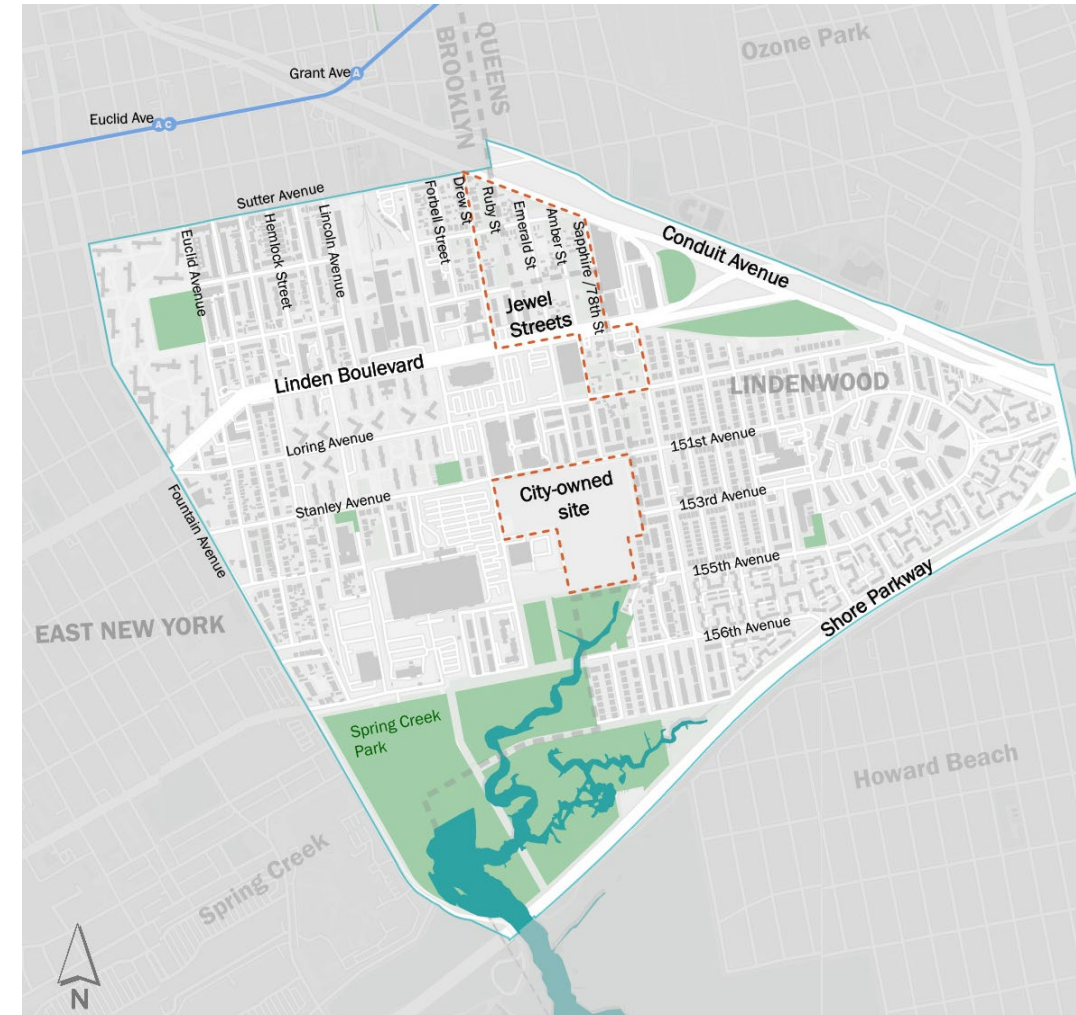 QUEENS
BROOKLYN
Ozone Park
Grant Ave A
Euclid Ave A C
Sutter Avenue
Euclid Avenue
Hemlock Street
Lincoln Avenue
Forbell Street
Drew St
Ruby St
Emerald St
Amber St
Sapphire /78th St
Conduit Avenue
Jewel
Streets
Linden Boulevard
LINDENWOOD
Loring Avenue
151st Avenue
Stanley Avenue
City-owned
site
153rd Avenue
Fountain Avenue
155th Avenue
Shore Parkway
EAST NEW YORK
156th Avenue
Spring Creek
Park
Howard Beach
Spring Creek
N